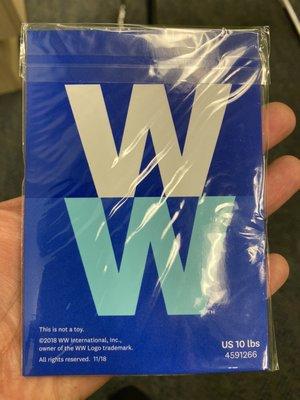 W
W
This is not a toy.
©2018 WW International, Inc.,
owner of the WW Logo trademark.
All rights reserved. 11/18
US 10 lbs
4591266